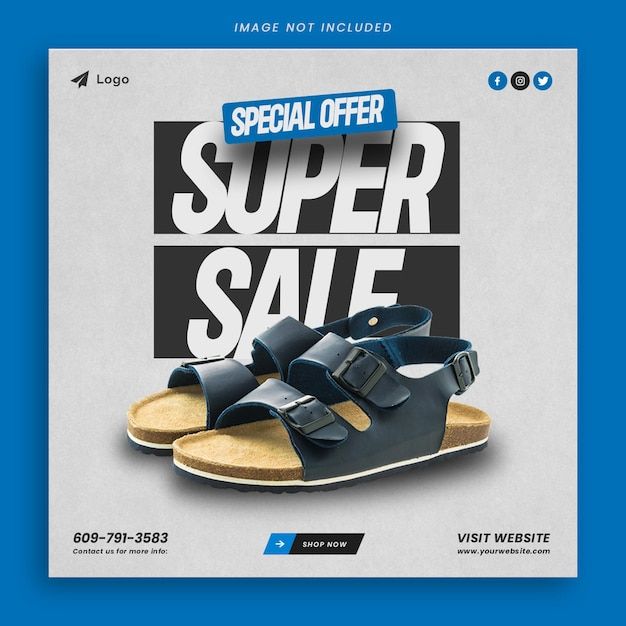 IMAGE NOT INCLUDED
Logo
SPECIAL OFFER
SUPER
SALE
609-791-3583
Contact us for more info:
SHOP NOW
VISIT WEBSITE
www.yourwebsite.com